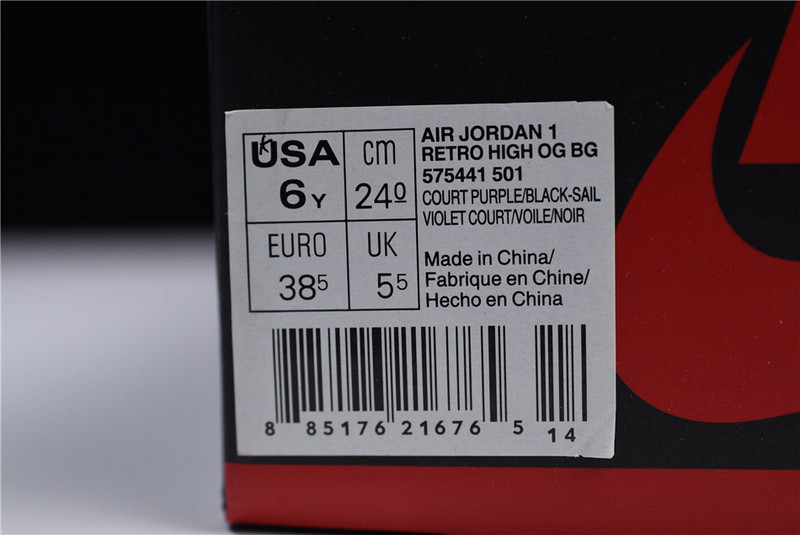 USA
6 Y
cm
24 0
EURO
38 5
UK
5 5
AIR JORDAN 1
RETRO HIGH OG BG
575441 501
COURT PURPLE/BLACK-SAIL
VIOLET COURT/VOILE/NOIR
Made in China/
Fabrique en Chine/
Hecho en China
8 85176 21676 5 14